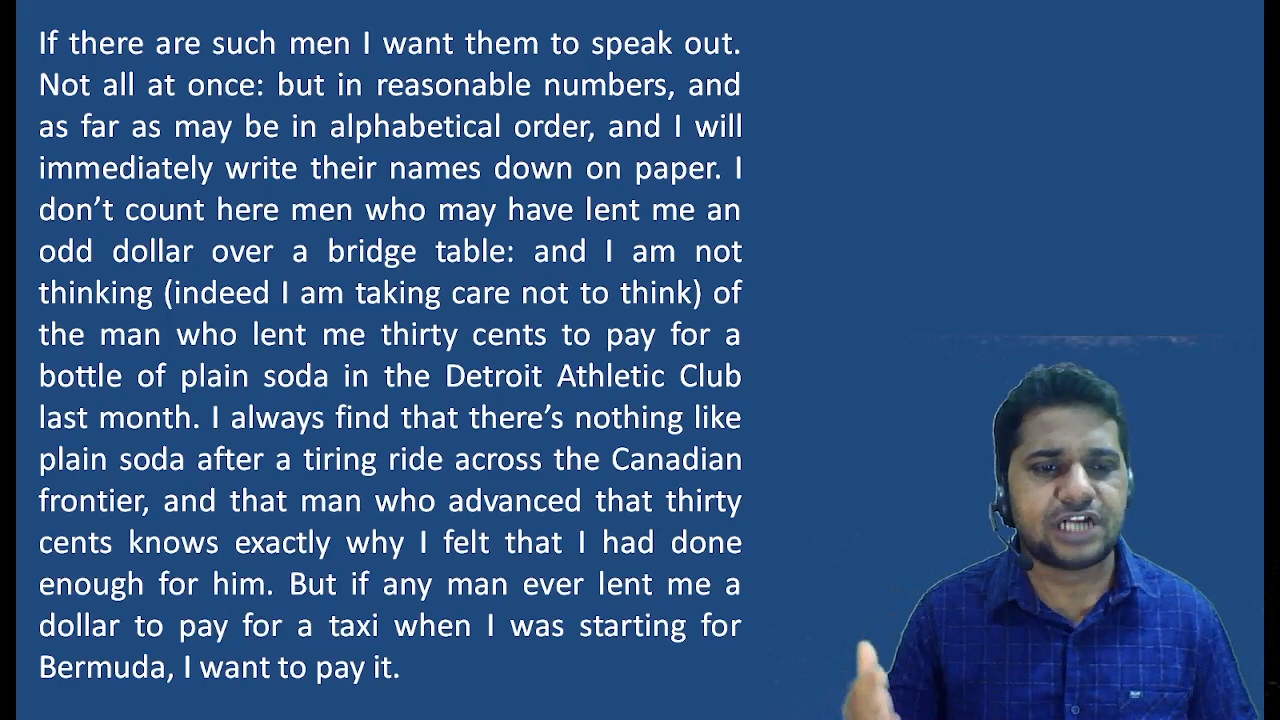 If there are such men I want them to speak out.
Not all at once: but in reasonable numbers, and
as far as may be in alphabetical order, and I will
immediately write their names down on paper. I
don’t count here men who may have lent me an
odd dollar over a bridge table: and I am not
thinking (indeed I am taking care not to think) of
the man who lent me thirty cents to pay for a
bottle of plain soda in the Detroit Athletic Club
last month. I always find that there’s nothing like
plain soda after a tiring ride across the Canadian
frontier, and that man who advanced that thirty
cents knows exactly why I felt that I had done
enough for him. But if any man ever lent me a
dollar to pay for a taxi when I was starting for
Bermuda, I want to pay it.